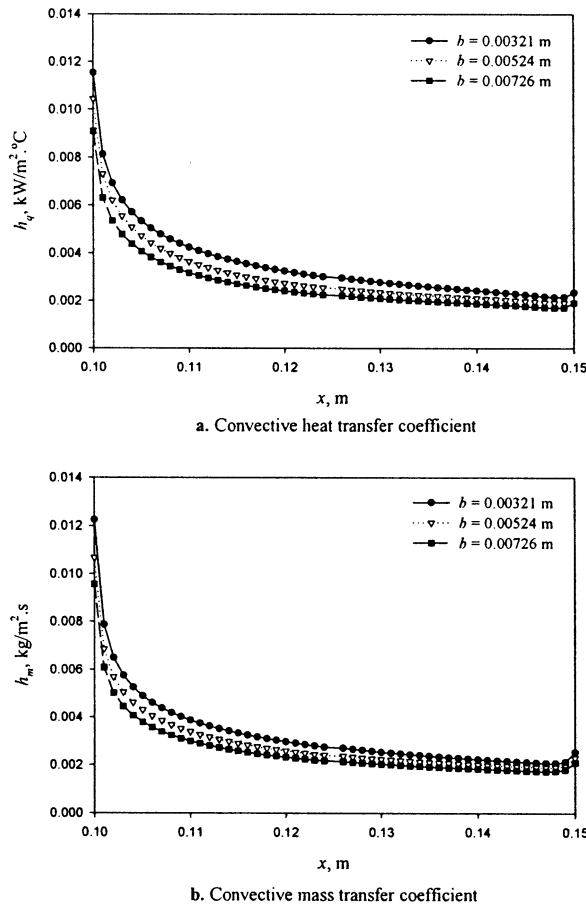 0.014
0.012
0.010
0.008
0.006
0.004
0.002
0.000
h_q, kW/m².ºC
b = 0.00321 m
b = 0.00524 m
b = 0.00726 m
0.10 0.11 0.12 0.13 0.14 0.15
x, m
a. Convective heat transfer coefficient
0.014
0.012
0.010
0.008
0.006
0.004
0.002
0.000
h_m, kg/m².s
b = 0.00321 m
b = 0.00524 m
b = 0.00726 m
0.10 0.11 0.12 0.13 0.14 0.15
x, m
b. Convective mass transfer coefficient